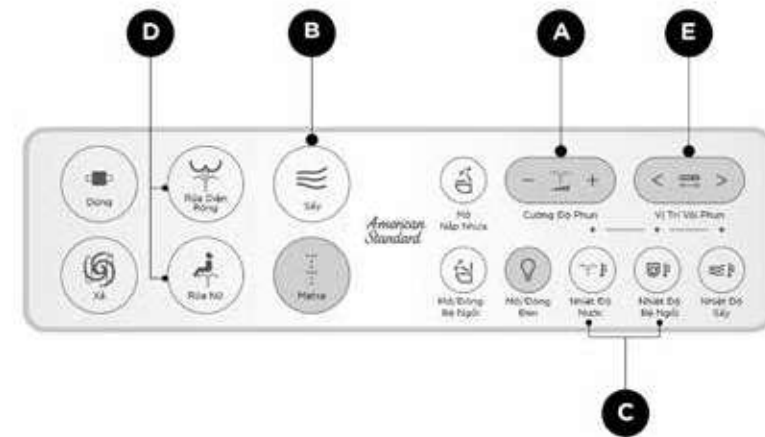 D
B
A
E
Dừng
Rửa Diện
Rộng
Sấy
Mở
Nắp Nhựa
Cường Độ Phun
Vị Trí Vòi Phun
American
Standard
Xả
Rửa Nữ
Matxa
Mở/Đóng
Bệ Ngồi
Mở/Đóng
Đèn
Nhiệt Độ
Nước
Nhiệt Độ
Bệ Ngồi
Nhiệt Độ
Sấy
C